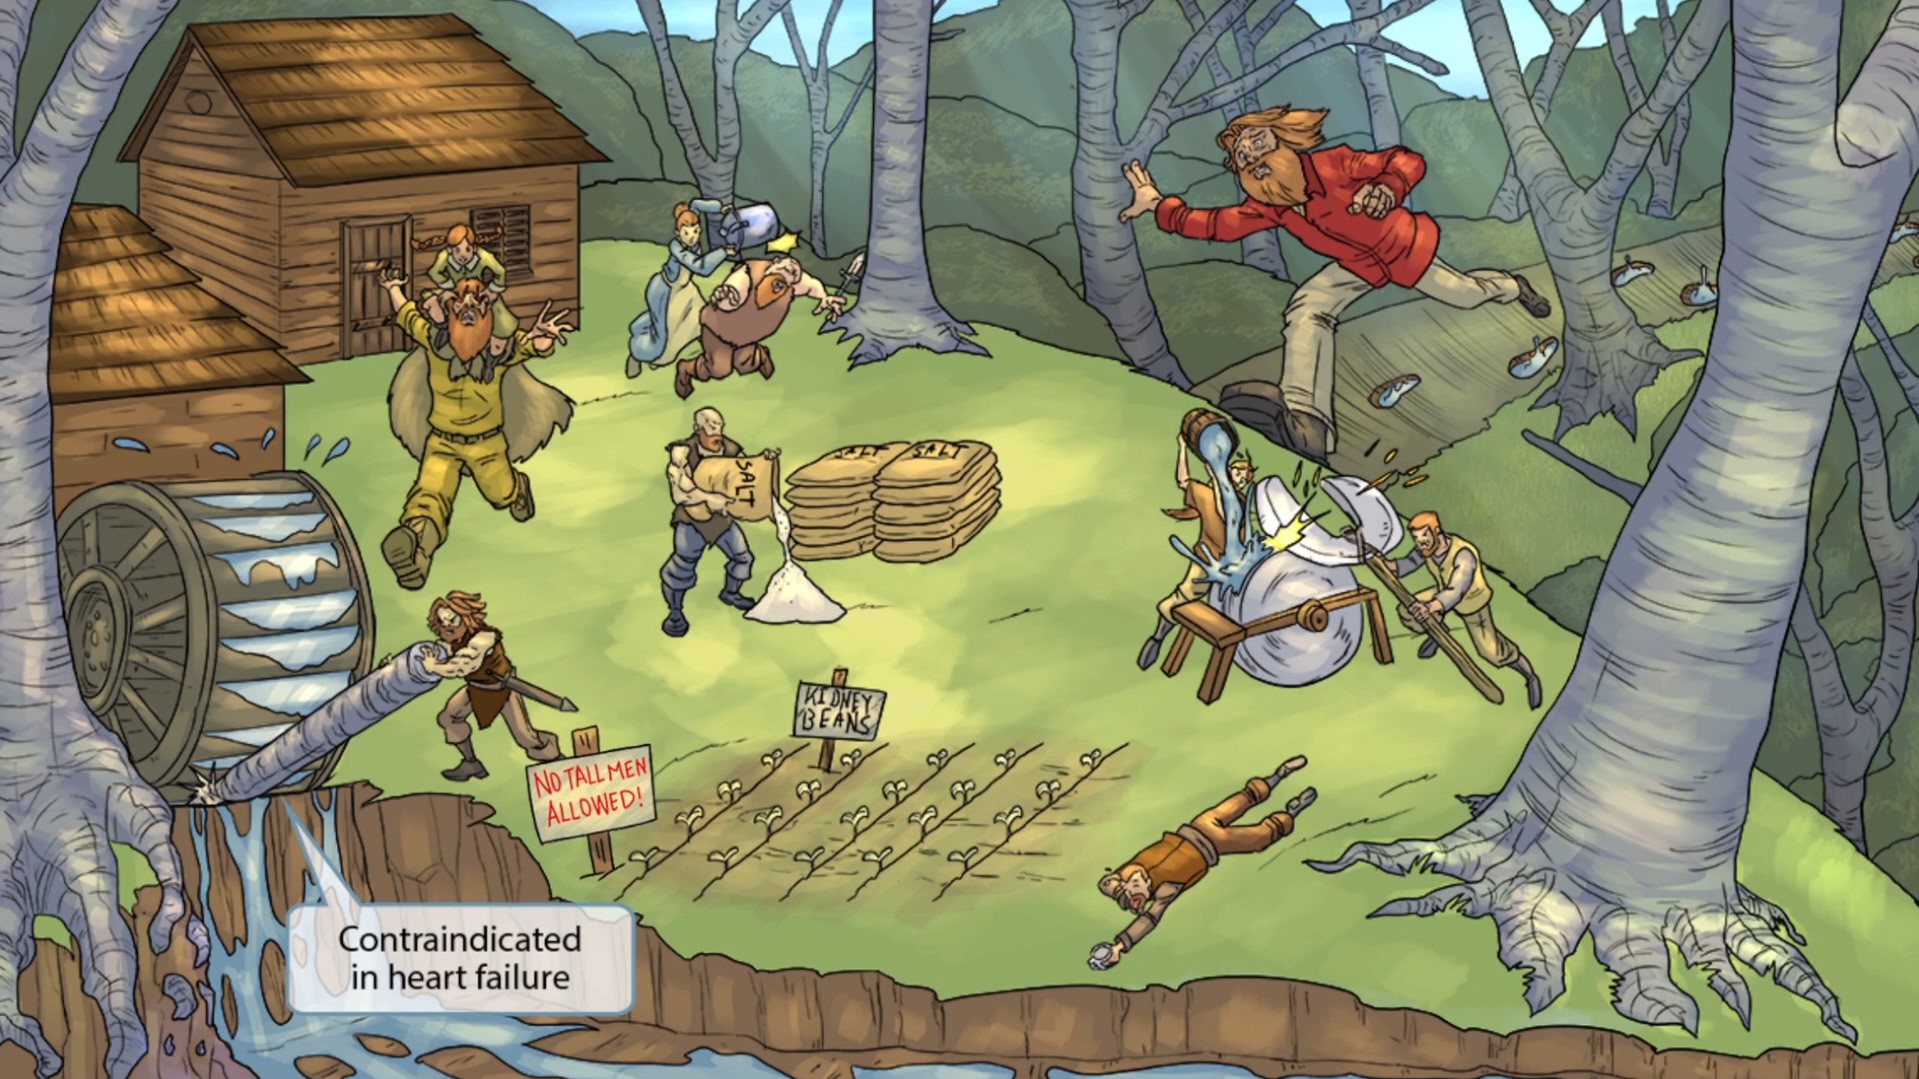 SALT SALT
SALT
KIDNEY
BEANS
NO TALL MEN
ALLOWED!
Contraindicated
in heart failure